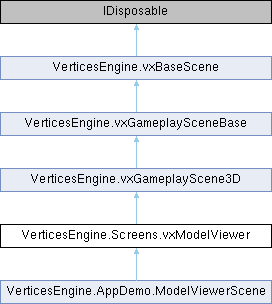 IDisposable
VerticesEngine.vxBaseScene
VerticesEngine.vxGameplaySceneBase
VerticesEngine.vxGameplayScene3D
VerticesEngine.Screens.vxModelViewer
VerticesEngine.AppDemo.ModelViewerScene